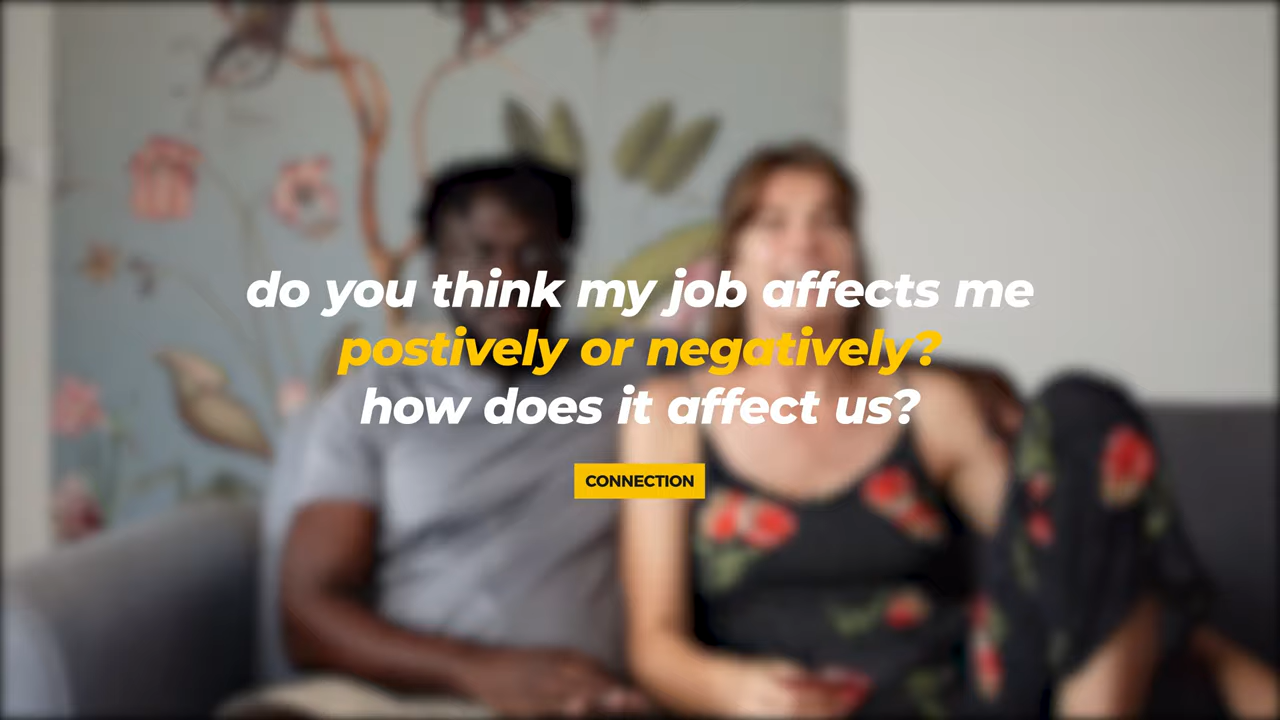 do you think my job affects me
postively or negatively?
how does it affect us?
CONNECTION